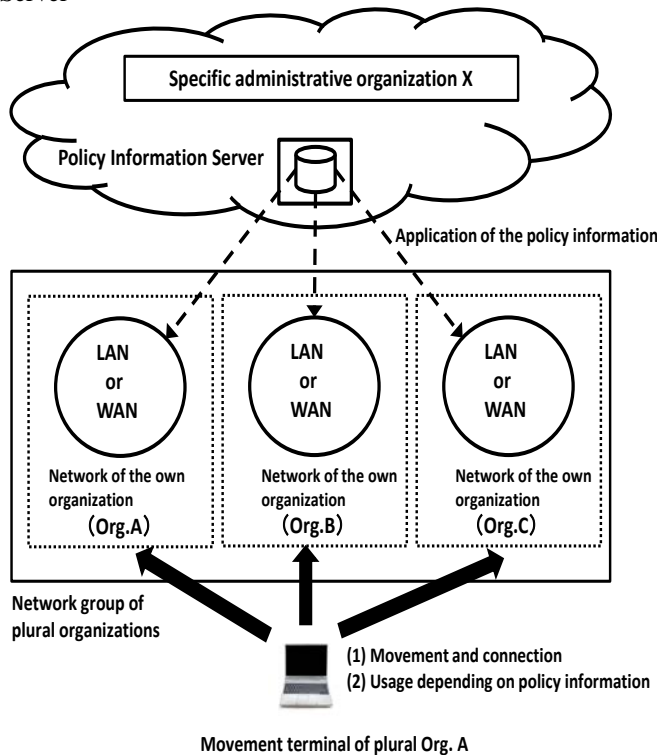 Specific administrative organization X
Policy Information Server
Application of the policy information
LAN
or
WAN
Network of the own
organization
(Org.A)
LAN
or
WAN
Network of the own
organization
(Org.B)
LAN
or
WAN
Network of the own
organization
(Org.C)
Network group of
plural organizations
(1) Movement and connection
(2) Usage depending on policy information
Movement terminal of plural Org. A